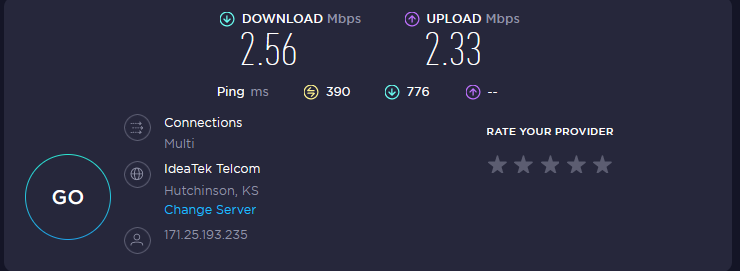 DOWNLOAD Mbps UPLOAD Mbps
2.56 2.33
Ping ms 390 776 --
Connections
Multi
RATE YOUR PROVIDER
IdeaTek Telcom
Hutchinson, KS
Change Server
GO
171.25.193.235